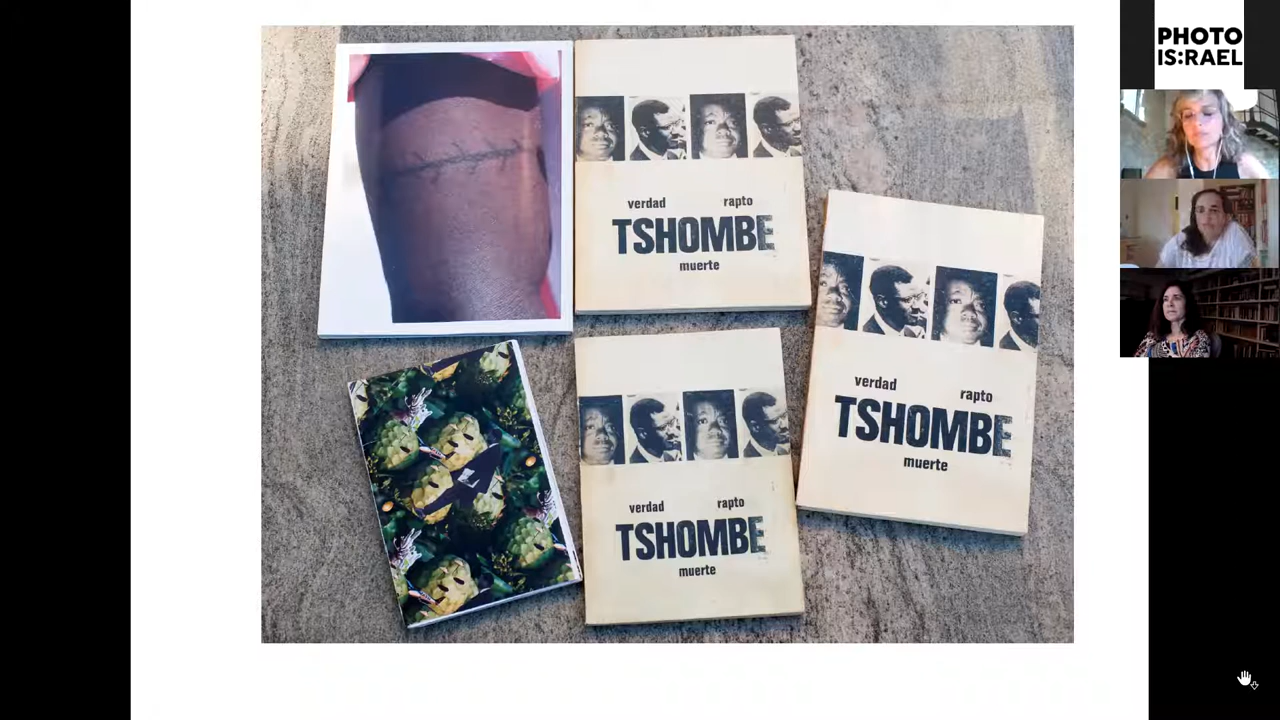 PHOTO
IS:RAEL
verdad rapto
TSHOMBE
muerte
verdad rapto
TSHOMBE
muerte
verdad rapto
TSHOMBE
muerte